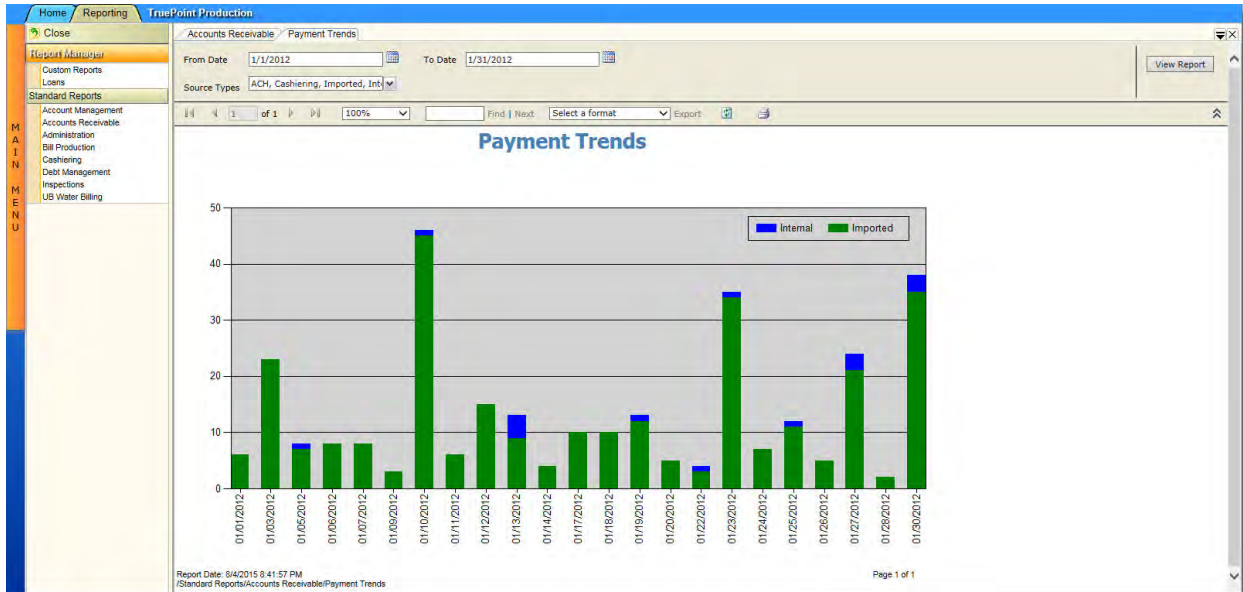 Home Reporting TruePoint Production
Close
Report Manager
Custom Reports
Loans
Standard Reports
Account Management
Accounts Receivable
Administration
Bill Production
Cashiering
Debt Management
Inspections
UB Water Billing
MAIN MENU
Accounts Receivable Payment Trends
From Date 1/1/2012 To Date 1/31/2012
View Report
Source Types ACH, Cashiering, Imported, Int
1 of 1 100% Find | Next Select a format Export
Payment Trends
Internal Imported
50
40
30
20
10
0
01/01/2012-
01/03/2012-
01/05/2012-
01/06/2012-
01/07/2012-
01/09/2012-
01/10/2012-
01/11/2012-
01/12/2012-
01/13/2012-
01/14/2012-
01/17/2012-
01/18/2012-
01/19/2012-
01/20/2012-
01/22/2012-
01/23/2012-
01/24/2012-
01/25/2012-
01/26/2012-
01/27/2012-
01/28/2012-
01/30/2012-
Report Date: 8/4/2015 8:41:57 PM
Page 1 of 1
/Standard Reports/Accounts Receivable/Payment Trends